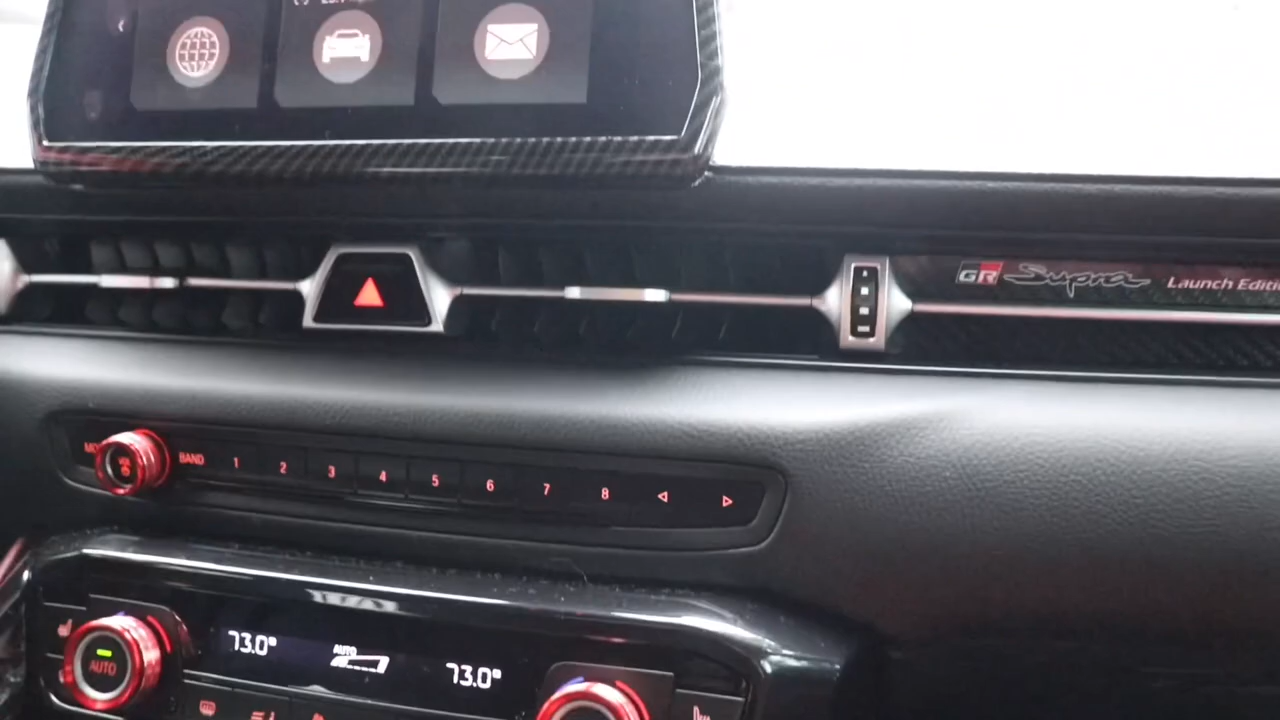 GR Supra Launch Editi
VOL
BAND 1 2 3 4 5 6 7 8
AUTO
73.0°
AUTO
73.0°